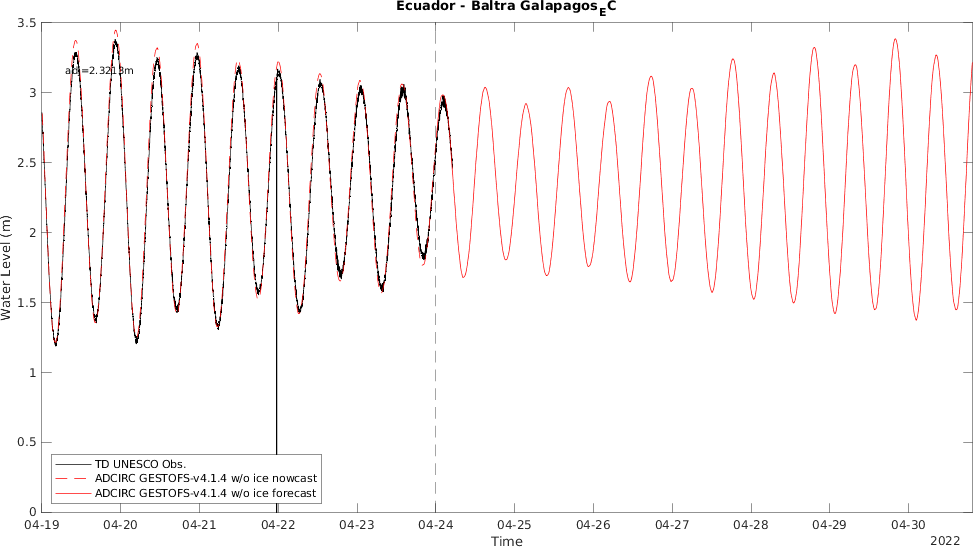 Ecuador - Baltra Galapagos_EC
3.5
3
2.5
2
1.5
1
0.5
0
Water Level (m)
TD UNESCO Obs.
ADCIRC GESTOFS-v4.1.4 w/o ice nowcast
ADCIRC GESTOFS-v4.1.4 w/o ice forecast
04-19 04-20 04-21 04-22 04-23 04-24 04-25 04-26 04-27 04-28 04-29 04-30
Time
2022